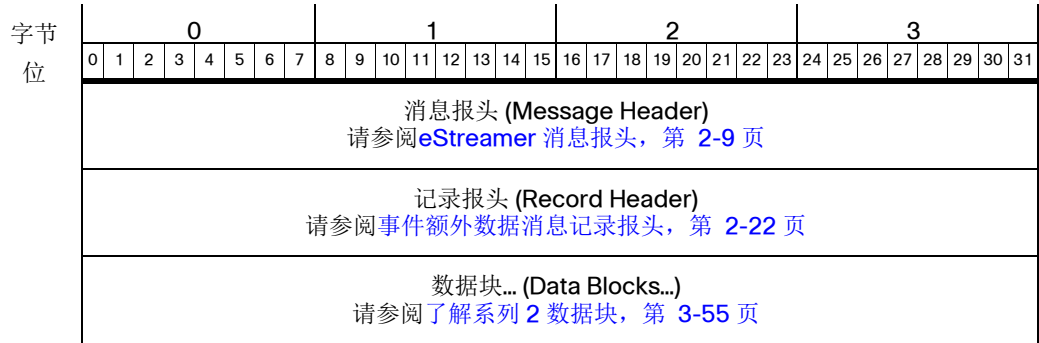 字节 0 1 2 3
位 0 1 2 3 4 5 6 7 8 9 10 11 12 13 14 15 16 17 18 19 20 21 22 23 24 25 26 27 28 29 30 31
消息报头 (Message Header)
请参阅eStreamer 消息报头，第 2-9 页
记录报头 (Record Header)
请参阅事件额外数据消息记录报头，第 2-22 页
数据块... (Data Blocks...)
请参阅了解系列 2 数据块，第 3-55 页